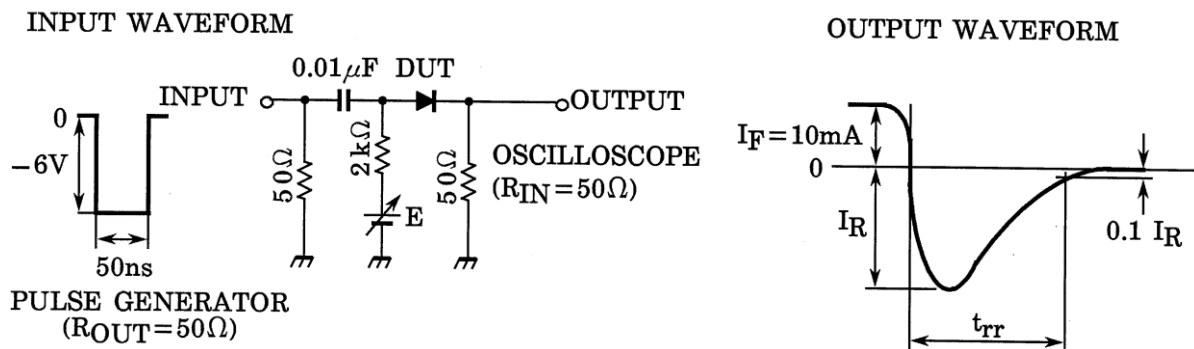 INPUT WAVEFORM
0
−6V
50ns
PULSE GENERATOR
(ROUT=50Ω)
0.01μF DUT
INPUT
OUTPUT
50Ω
2kΩ
E
50Ω
OSCILLOSCOPE
(RIN=50Ω)
OUTPUT WAVEFORM
IF=10mA
0
IR
0.1 IR
trr